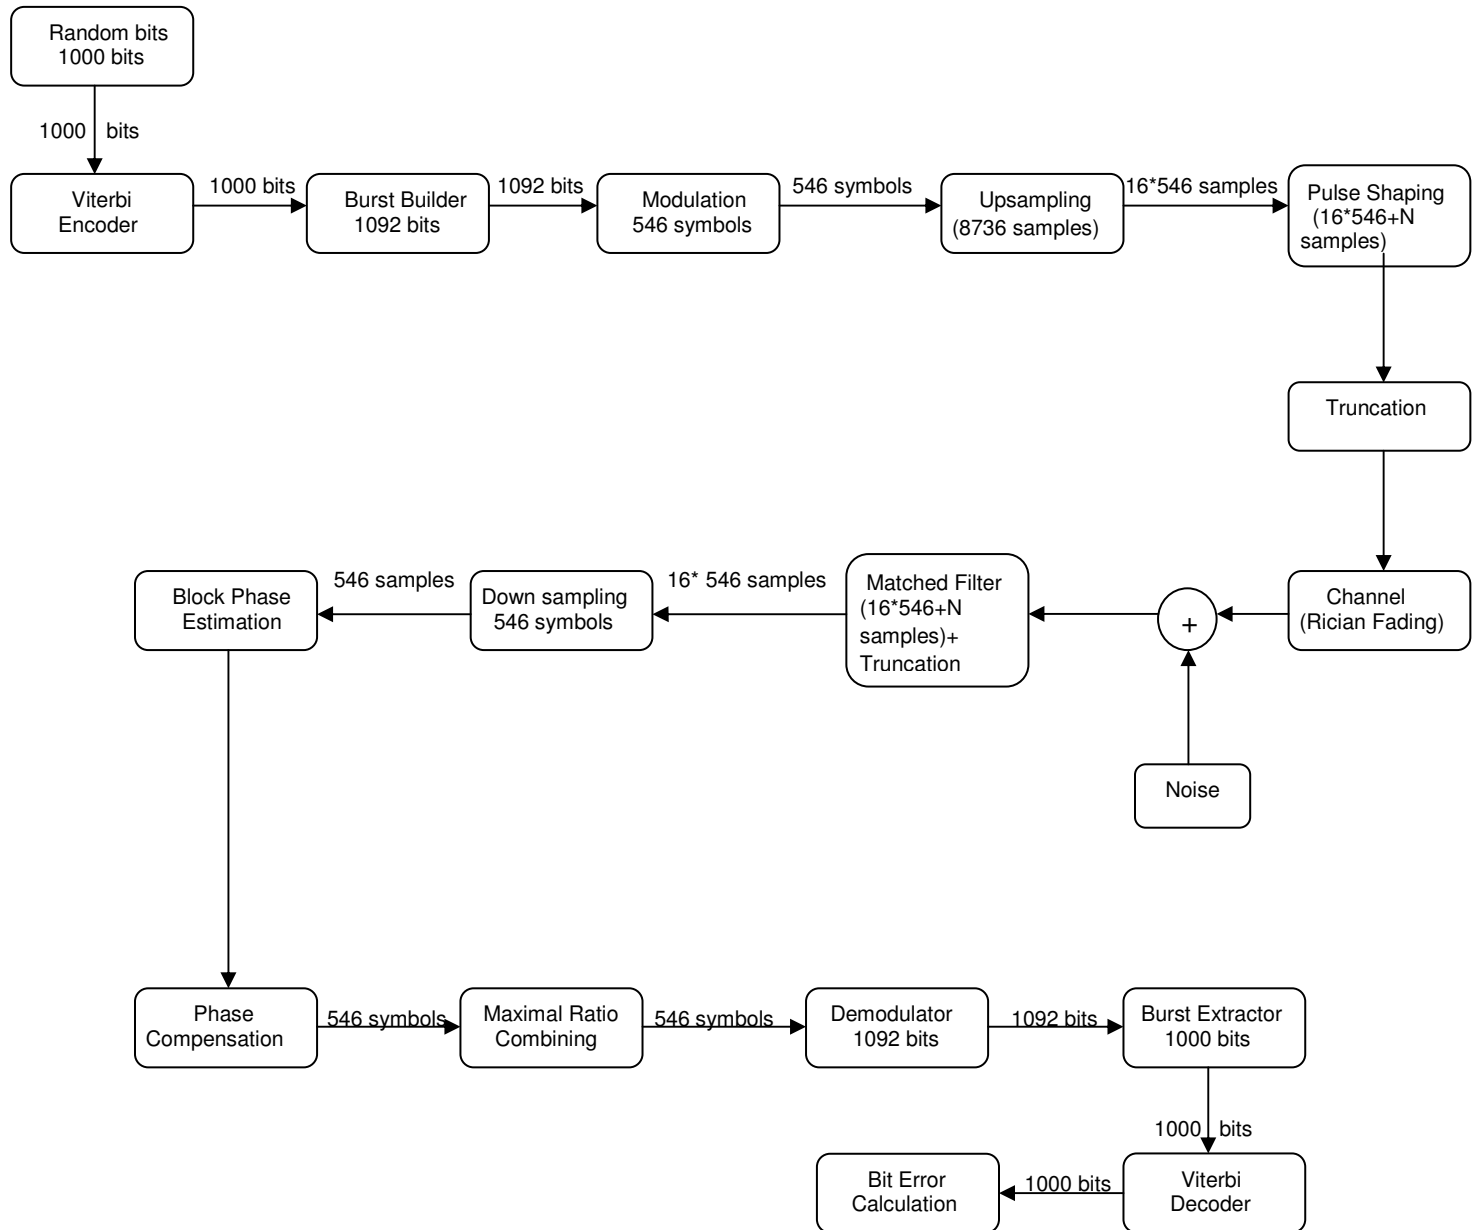 Random bits
1000 bits
1000 bits
Viterbi
Encoder
1000 bits
Burst Builder
1092 bits
1092 bits
Modulation
546 symbols
546 symbols
Upsampling
(8736 samples)
16*546 samples
Pulse Shaping
(16*546+N
samples)
Truncation
Channel
(Rician Fading)
+
Noise
Matched Filter
(16*546+N
samples)+
Truncation
16* 546 samples
Down sampling
546 symbols
546 samples
Block Phase
Estimation
Phase
Compensation
546 symbols
Maximal Ratio
Combining
546 symbols
Demodulator
1092 bits
1092 bits
Burst Extractor
1000 bits
1000 bits
Viterbi
Decoder
1000 bits
Bit Error
Calculation